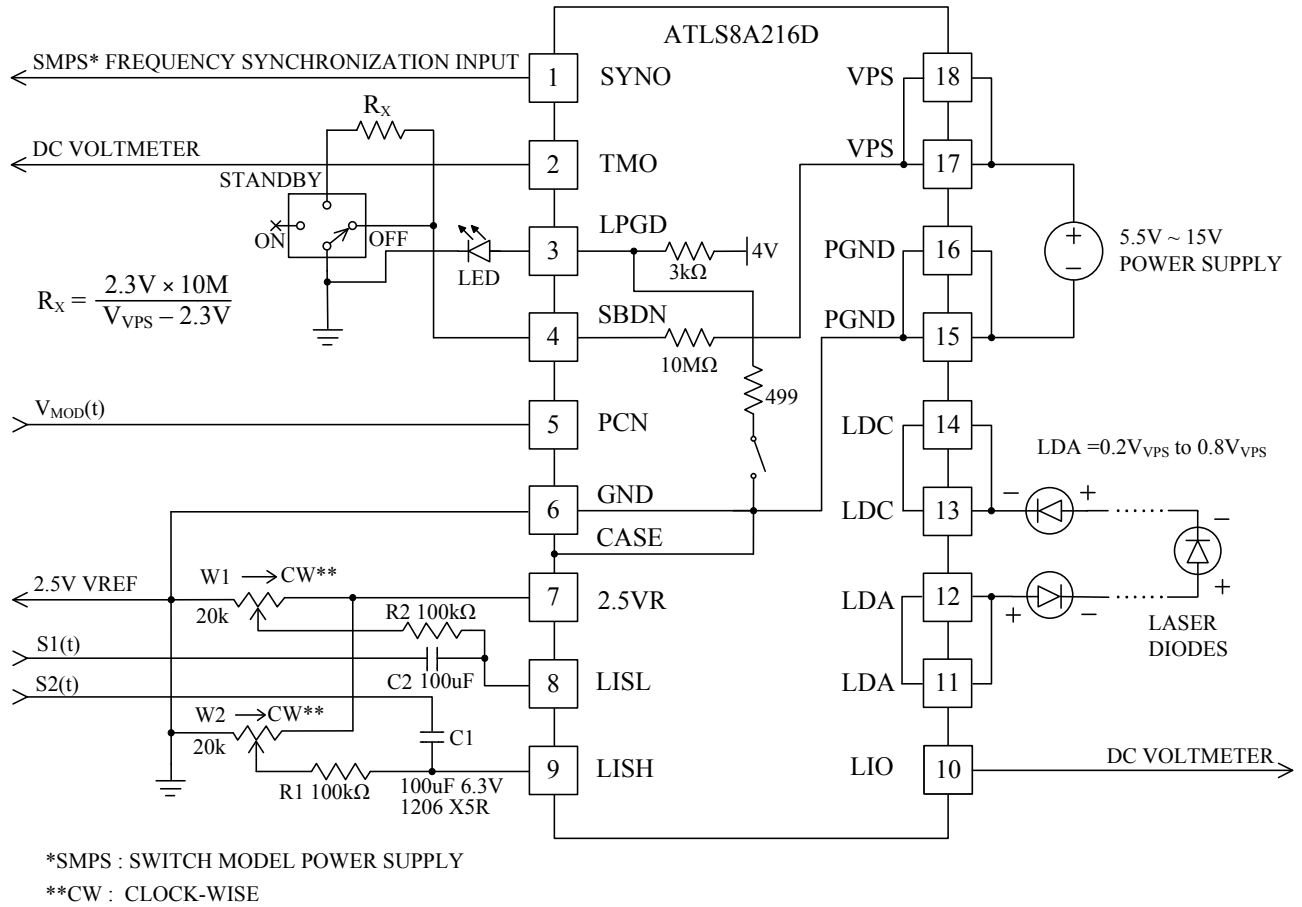 ATLS8A216D
SMPS* FREQUENCY SYNCHRONIZATION INPUT
1
SYNO
VPS
18
R_X
DC VOLTMETER
2
TMO
VPS
17
STANDBY
ON
OFF
LED
3
LPGD
3kΩ
4V
PGND
16
5.5V ~ 15V
POWER SUPPLY
R_X = 2.3V × 10M / V_VPS − 2.3V
4
SBDN
10MΩ
PGND
15
499
V_MOD(t)
5
PCN
LDC
14
LDA =0.2V_VPS to 0.8V_VPS
6
GND
CASE
LDC
13
− +
−
+
2.5V VREF
W1 → CW**
20k
R2 100kΩ
7
2.5VR
LDA
12
+ −
LASER
DIODES
S1(t)
C2 100uF
8
LISL
LDA
11
S2(t)
W2 → CW**
20k
C1
R1 100kΩ
100uF 6.3V
1206 X5R
9
LISH
LIO
10
DC VOLTMETER
*SMPS : SWITCH MODEL POWER SUPPLY
**CW : CLOCK-WISE